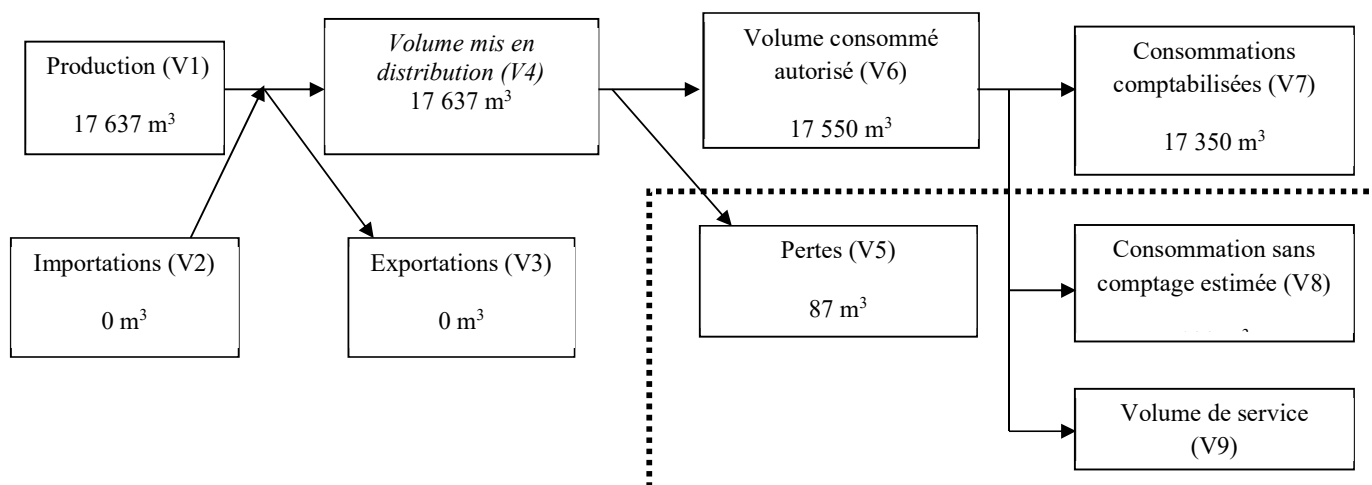 Production (V1)
17 637 m³
Volume mis en
distribution (V4)
17 637 m³
Volume consommé
autorisé (V6)
17 550 m³
Consommations
comptabilisées (V7)
17 350 m³
Importations (V2)
0 m³
Exportations (V3)
0 m³
Pertes (V5)
87 m³
Consommation sans
comptage estimée (V8)
Volume de service
(V9)